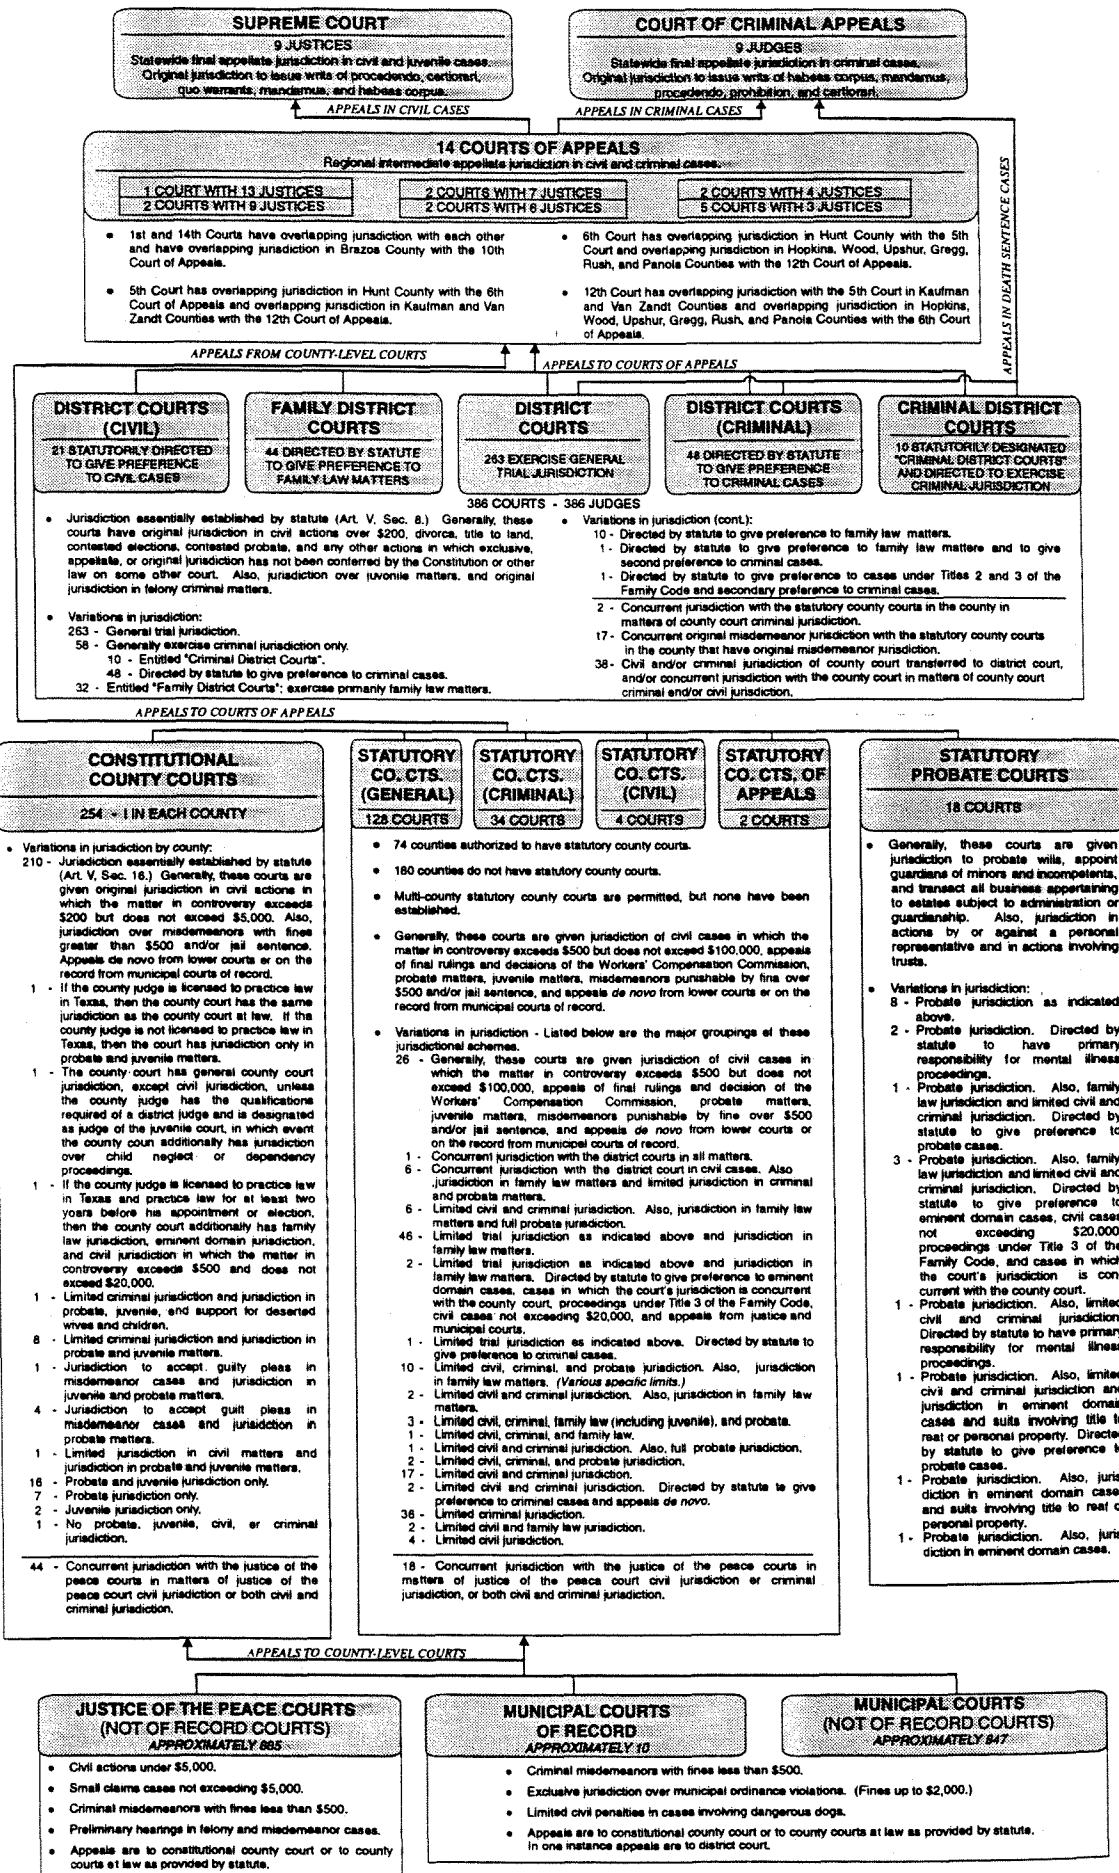 SUPREME COURT
9 JUSTICES
Statewide final appellate jurisdiction in civil and juvenile cases.
Original jurisdiction to issue writs of procedendo, certiorari,
quo warranto, mandamus, and habeas corpus.
COURT OF CRIMINAL APPEALS
9 JUDGES
Statewide final appellate jurisdiction in criminal cases.
Original jurisdiction to issue writs of habeas corpus, mandamus,
procedendo, prohibition, and certiorari.
APPEALS IN CIVIL CASES
APPEALS IN CRIMINAL CASES
APPEALS IN DEATH SENTENCE CASES
14 COURTS OF APPEALS
Regional intermediate appellate jurisdiction in civil and criminal cases.
1 COURT WITH 13 JUSTICES
2 COURTS WITH 9 JUSTICES
2 COURTS WITH 7 JUSTICES
2 COURTS WITH 6 JUSTICES
2 COURTS WITH 4 JUSTICES
5 COURTS WITH 3 JUSTICES
• 1st and 14th Courts have overlapping jurisdiction with each other
and have overlapping jurisdiction in Brazos County with the 10th
Court of Appeals.
• 5th Court has overlapping jurisdiction in Hunt County with the 6th
Court of Appeals and overlapping jurisdiction in Kaufman and Van
Zandt Counties with the 12th Court of Appeals.
• 6th Court has overlapping jurisdiction in Hunt County with the 5th
Court and overlapping jurisdiction in Hopkins, Wood, Upshur, Gregg,
Rush, and Panola Counties with the 12th Court of Appeals.
• 12th Court has overlapping jurisdiction with the 5th Court in Kaufman
and Van Zandt Counties and overlapping jurisdiction in Hopkins,
Wood, Upshur, Gregg, Rush, and Panola Counties with the 6th Court
of Appeals.
APPEALS FROM COUNTY-LEVEL COURTS
APPEALS TO COURTS OF APPEALS
DISTRICT COURTS
(CIVIL)
21 STATUTORILY DIRECTED
TO GIVE PREFERENCE
TO CIVIL CASES
FAMILY DISTRICT
COURTS
44 DIRECTED BY STATUTE
TO GIVE PREFERENCE TO
FAMILY LAW MATTERS
DISTRICT
COURTS
263 EXERCISE GENERAL
TRIAL JURISDICTION
DISTRICT COURTS
(CRIMINAL)
48 DIRECTED BY STATUTE
TO GIVE PREFERENCE
TO CRIMINAL CASES
CRIMINAL DISTRICT
COURTS
10 STATUTORILY DESIGNATED
"CRIMINAL DISTRICT COURTS"
AND DIRECTED TO EXERCISE
CRIMINAL JURISDICTION
386 COURTS - 386 JUDGES
• Jurisdiction essentially established by statute (Art. V, Sec. 8.) Generally, these
courts have original jurisdiction in civil actions over $200, divorce, title to land,
contested elections, contested probate, and any other actions in which exclusive,
appellate, or original jurisdiction has not been conferred by the Constitution or other
law on some other court. Also, jurisdiction over juvonile matters, and original
jurisdiction in felony criminal matters.
• Variations in jurisdiction:
263 - General trial jurisdiction.
58 - Generally exercise criminal jurisdiction only.
10 - Entitled "Criminal District Courts".
48 - Directed by statute to give preference to criminal cases.
32 - Entitled "Family District Courts"; exercise primarily family law matters.
• Variations in jurisdiction (cont.):
10 - Directed by statute to give preference to family law matters.
1 - Directed by statute to give preference to family law matters and to give
second preference to criminal cases.
1 - Directed by statute to give preference to cases under Titles 2 and 3 of the
Family Code and secondary preference to criminal cases.
2 - Concurrent jurisdiction with the statutory county courts in the county in
matters of county court criminal jurisdiction.
17 - Concurrent original misdemeanor jurisdiction with the statutory county courts
in the county that have original misdemeanor jurisdiction.
38 - Civil and/or criminal jurisdiction of county court transferred to district court,
and/or concurrent jurisdiction with the county court in matters of county court
criminal end/or civil jurisdiction.
APPEALS TO COURTS OF APPEALS
CONSTITUTIONAL
COUNTY COURTS
254 - 1 IN EACH COUNTY
• Variations in jurisdiction by county:
210 - Jurisdiction essentially established by statute
(Art. V, Sec. 16.) Generally, these courts are
given original jurisdiction in civil actions in
which the matter in controversy exceeds
$200 but does not exceed $5,000. Also,
jurisdiction over misdemeanors with fines
greater than $500 and/or jail sentence.
Appeals de novo from lower courts er on the
record from municipal courts of record.
1 - If the county judge is licensed to practice law
in Texas, then the county court has the same
jurisdiction as the county court at law. If the
county judge is not licensed to practice law in
Texas, then the court has jurisdiction only in
probate and juvenile matters.
1 - The county court has general county court
jurisdiction, except civil jurisdiction, unless
the county judge has the qualifications
required of a district judge and is designated
as judge of the juvenile court, in which event
the county coun additionally has jurisdiction
over child neglect or dependency
proceedings.
1 - If the county judge is licensed to practice law
in Texas and practice law for at least two
years before his appointment or election,
then the county court additionally has family
law jurisdiction, eminent domain jurisdiction,
and civil jurisdiction in which the matter in
controversy exceeds $500 and does not
exceed $20,000.
1 - Limited criminal jurisdiction and jurisdiction in
probate, juvenile, end support for deserted
wives and children.
8 - Limited criminal jurisdiction and jurisdiction in
probate and juvenile matters.
1 - Jurisdiction to accept guilty pleas in
misdemeanor cases and jurisdiction in
juvenile and probate matters.
4 - Jurisdiction to accept guilt pleas in
misdemeanor cases and jurisidiction in
probate matters.
1 - Limited jurisdiction in civil matters and
jurisdiction in probate and juvenile matters.
16 - Probate and juvenile jurisdiction only.
7 - Probate jurisdiction only.
2 - Juvenile jurisdiction only.
1 - No probate, juvenile, civil, er criminal
jurisdiction.
44 - Concurrent jurisdiction with the justice of the
peace courts in matters of justice of the
peace court civil jurisdiction or both civil and
criminal jurisdiction.
STATUTORY
CO. CTS.
(GENERAL)
128 COURTS
STATUTORY
CO. CTS.
(CRIMINAL)
34 COURTS
STATUTORY
CO. CTS.
(CIVIL)
4 COURTS
STATUTORY
CO. CTS, OF
APPEALS
2 COURTS
• 74 counties authorized to have statutory county courts.
• 180 counties do not have statutory county courts.
• Multi-county statutory county courts are permitted, but none have been
established.
• Generally, these courts are given jurisdiction of civil cases in which the
matter in controversy exceeds $500 but does not exceed $100,000, appeals
of final rulings and decisions of the Workers' Compensation Commission,
probate matters, juvenile matters, misdemeanors punishable by fina over
$500 and/or jail sentence, and appeals de novo from lower courts er on the
record from municipal courts of record.
• Variations in jurisdiction - Listed below are the major groupings ef these
jurisdictional schemes.
26 - Generally, these courts are given jurisdiction of civil cases in
which the matter in controversy exceeds $500 but does not
exceed $100,000, appeals of final rulings and decision of the
Workers' Compensation Commission, probate matters,
juvenile matters, misdemeanors punishable by fine over $500
and/or jail sentence, and appeals de novo from lower courts or
on the record from municipal courts of record.
1 - Concurrent jurisdiction with the district courts in all matters.
6 - Concurrent jurisdiction with the district court in civil cases. Also
jurisdiction in family law matters and limited jurisdiction in criminal
and probate matters.
6 - Limited civil and criminal jurisdiction. Also, jurisdiction in family law
matters and full probate jurisdiction.
46 - Limited trial jurisdiction as indicated above and jurisdiction in
family law matters.
2 - Limited trial jurisdiction as indicated above and jurisdiction in
family law matters. Directed by statute to give preference to eminent
domain cases, cases in which the court's jurisdiction is concurrent
with the county court, proceedings under Title 3 of the Family Code,
civil cases not exceeding $20,000, and appeals from justice and
municipal courts.
1 - Limited trial jurisdiction es indicated above. Directed by statute to
give preference to criminal cases.
10 - Limited civil, criminal, and probate jurisdiction. Also, jurisdiction
in family law matters. (Various specific limits.)
2 - Limited civil and criminal jurisdiction. Also, jurisdiction in family law
matters.
3 - Limited civil, criminal, family law (including juvenile), and probate.
1 - Limited civil, criminal, and family law.
1 - Limited civil and criminal jurisdiction. Also, full probate jurisdiction.
2 - Limited civil, criminal, and probate jurisdiction.
17 - Limited civil and criminal jurisdiction.
2 - Limited civil and criminal jurisdiction. Directed by statute te give
preference to criminal cases and appeals de novo.
36 - Limited criminal jurisdiction.
2 - Limited civil and family law jurisdiction.
4 - Limited civil jurisdiction.
18 - Concurrent jurisdiction with the justice of the peace courts in
matters of justice of the peaca court civil jurisdiction er criminal
jurisdiction, or both civil and criminal jurisdiction.
STATUTORY
PROBATE COURTS
18 COURTS
• Generally, these courts are given
jurisdiction to probate wills, appoint
guardians of minors and incompetents,
and transact all business appertaining
to estates subject to administration or
guardianship. Also, jurisdiction in
actions by or against a personal
representative and in actions involving
trusts.
• Variations in jurisdiction:
8 - Probate jurisdiction as indicated
above.
2 - Probate jurisdiction. Directed by
statute to have primary
responsibility for mental illness
proceedings.
1 - Probate jurisdiction. Also, family
law jurisdiction and limited civil and
criminal jurisdiction. Directed by
statute to give preference to
probate cases.
3 - Probate jurisdiction. Also, family
law jurisdiction and limited civil and
criminal jurisdiction. Directed by
statute to give preference to
eminent domain cases, civil cases
not exceeding $20,000
proceedings under Title 3 of the
Family Code, and cases in which
the court's jurisdiction is con
current with the county court.
1 - Probate jurisdiction. Also, limited
civil and criminal jurisdiction
Directed by statute to have primary
responsibility for mental illness
proceedings.
1 - Probate jurisdiction. Also, limited
civil and criminal jurisdiction and
jurisdiction in eminent domain
cases and suits involving title t
reat or personal property. Directed
by statute to give preference t
probate cases.
1 - Probate jurisdiction. Also, juris
diction in eminent domain case
and suits involving title to reat o
personal property.
1 - Probate jurisdiction. Also, juris
diction in eminent domain cases.
APPEALS TO COUNTY-LEVEL COURTS
JUSTICE OF THE PEACE COURTS
(NOT OF RECORD COURTS)
APPROXIMATELY 885
• Civil actions under $5,000.
• Small claims cases not exceeding $5,000.
• Criminal misdemeanors with fines less than $500.
• Preliminary hearings in felony and misdemeanor cases.
• Appeals are to constitutional county court or to county
courts et law as provided by statute.
MUNICIPAL COURTS
OF RECORD
APPROXIMATELY 10
MUNICIPAL COURTS
(NOT OF RECORD COURTS)
APPROXIMATELY 847
• Criminal misdemeanors with fines less than $500.
• Exclusive jurisdiction over municipal ordinance violations. (Fines up to $2,000.)
• Limited civil penalties in cases involving dangerous dogs.
• Appeals are to constitutional county court or to county courts at law as provided by statute.
In one instance appeals are to district court.